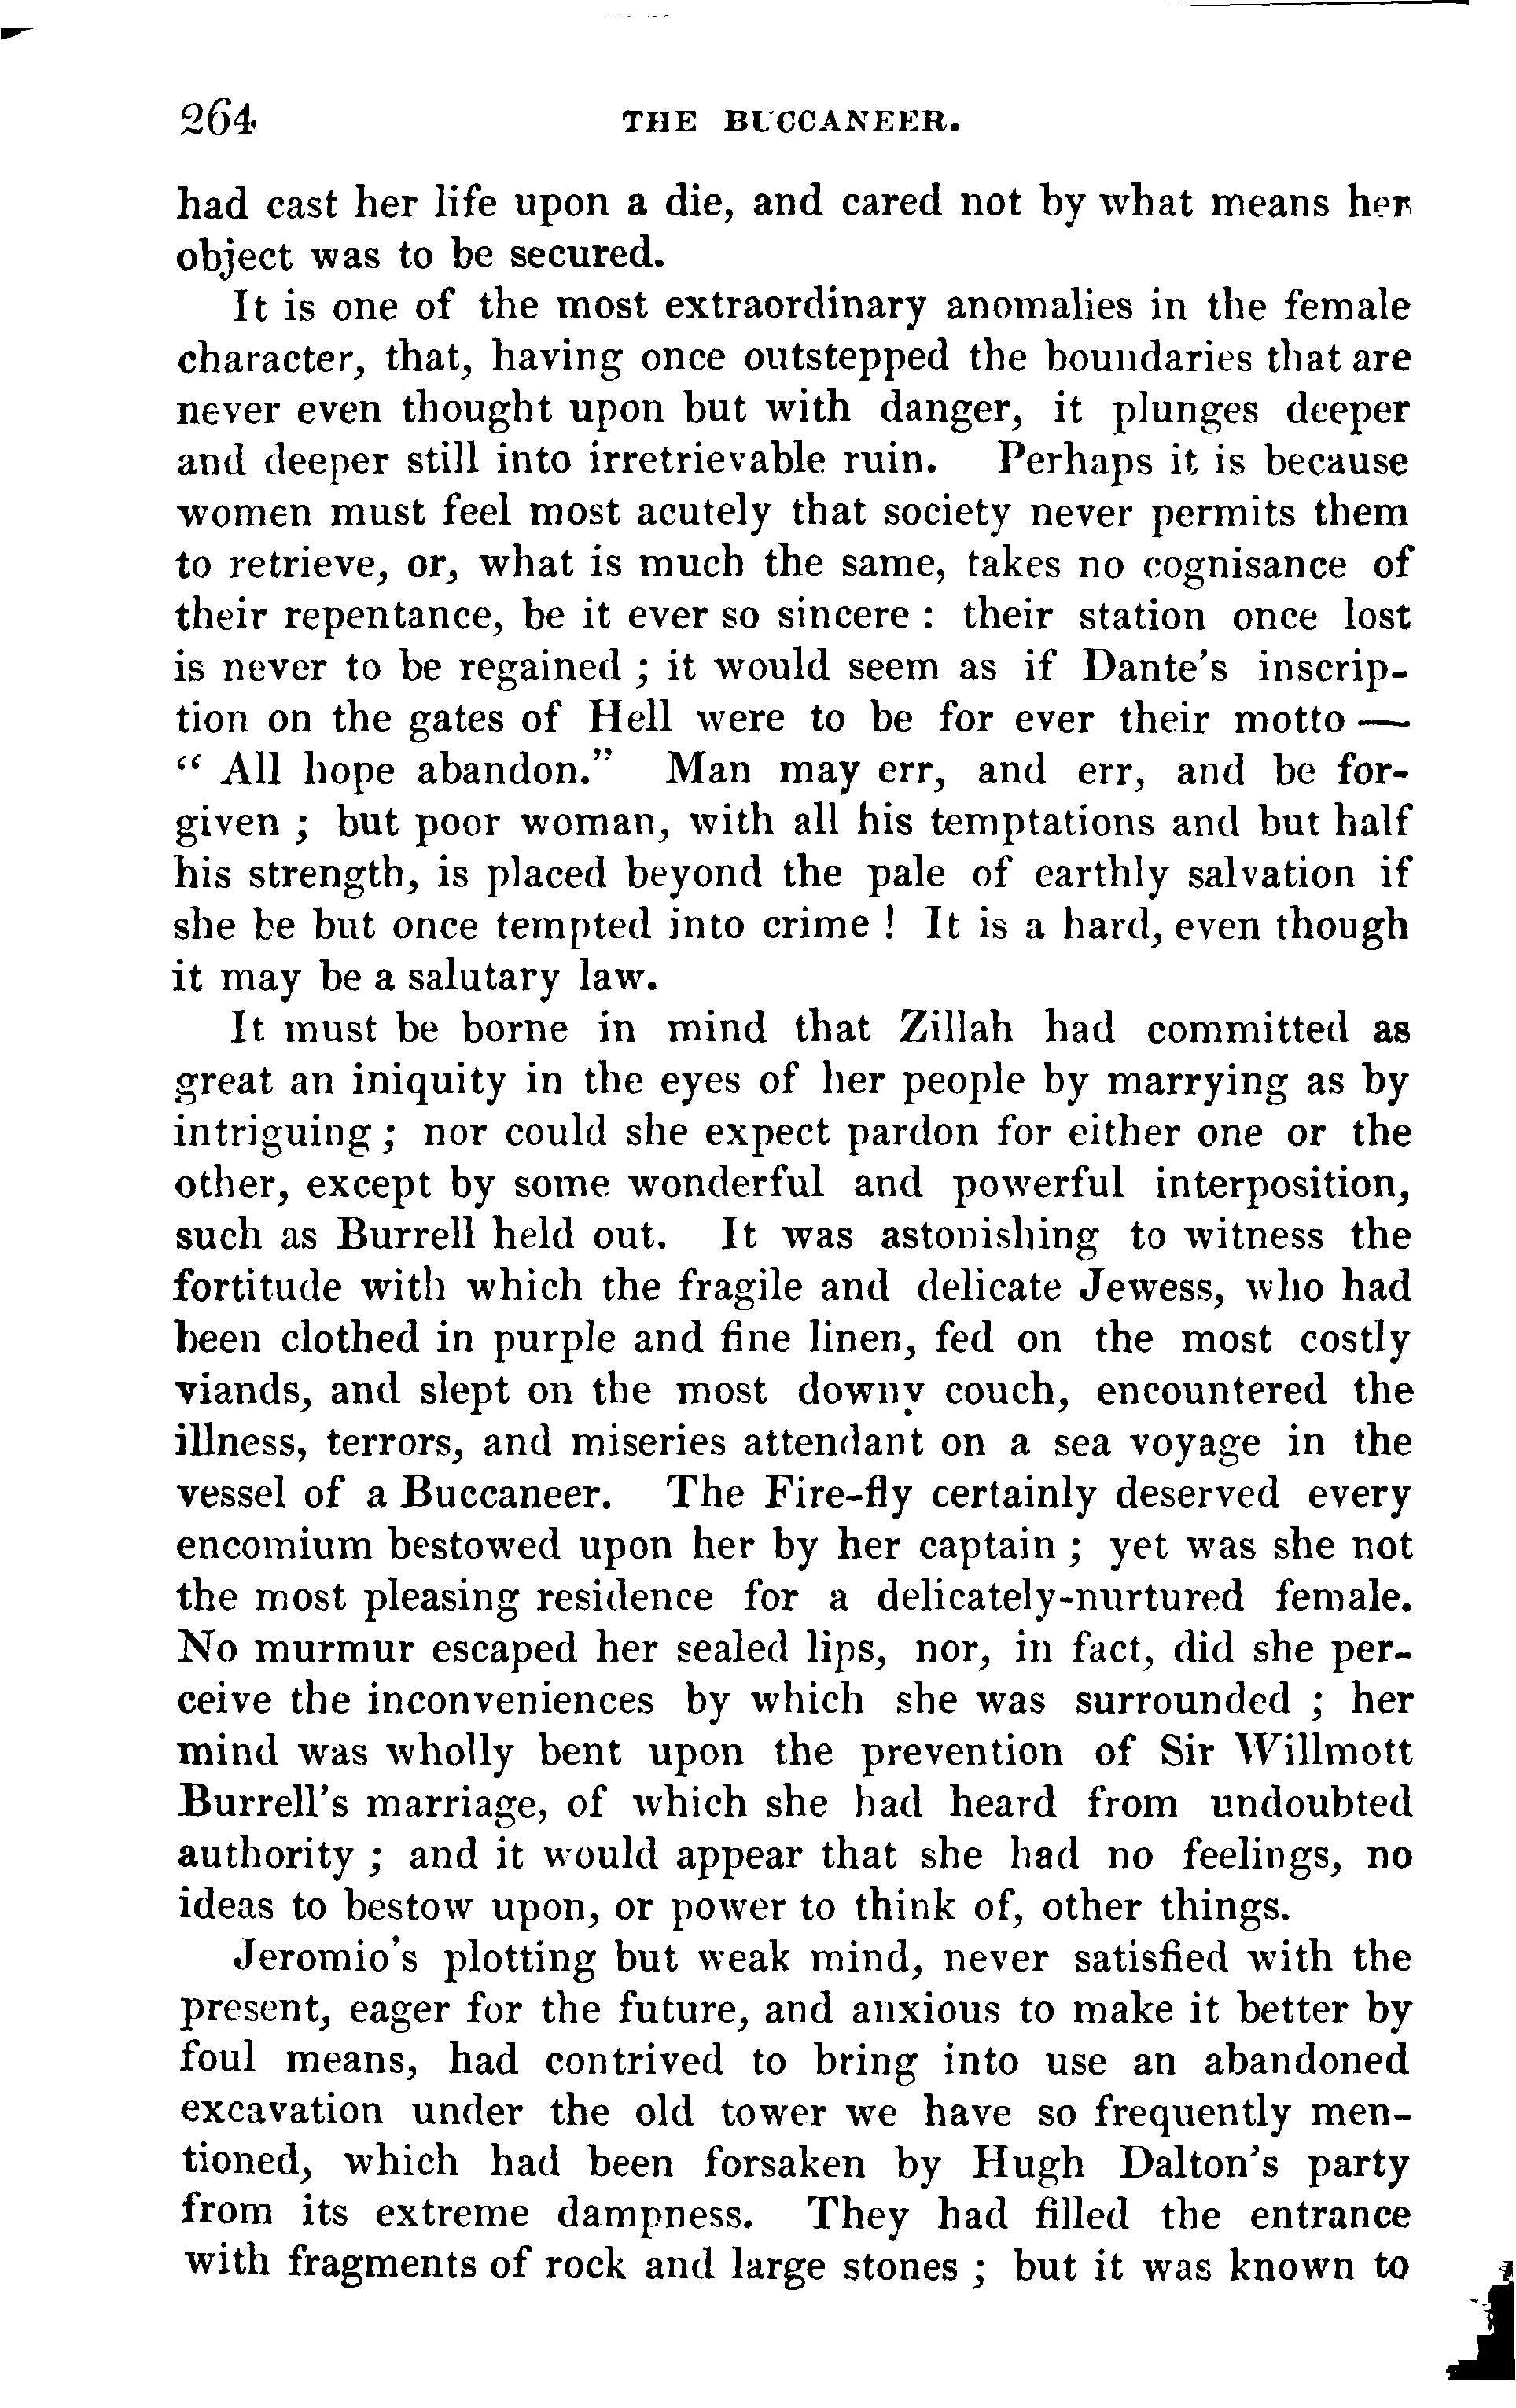 264 THE BUCCANEER.
had cast her life upon a die, and cared not by what means her
object was to be secured.
It is one of the most extraordinary anomalies in the female
character, that, having once outstepped the boundaries that are
never even thought upon but with danger, it plunges deeper
and deeper still into irretrievable ruin. Perhaps it is because
women must feel most acutely that society never permits them
to retrieve, or, what is much the same, takes no cognisance of
their repentance, be it ever so sincere : their station once lost
is never to be regained ; it would seem as if Dante's inscrip-
tion on the gates of Hell were to be for ever their motto —
“ All hope abandon.” Man may err, and err, and be for-
given ; but poor woman, with all his temptations and but half
his strength, is placed beyond the pale of earthly salvation if
she be but once tempted into crime ! It is a hard, even though
it may be a salutary law.
It must be borne in mind that Zillah had committed as
great an iniquity in the eyes of her people by marrying as by
intriguing ; nor could she expect pardon for either one or the
other, except by some wonderful and powerful interposition,
such as Burrell held out. It was astonishing to witness the
fortitude with which the fragile and delicate Jewess, who had
been clothed in purple and fine linen, fed on the most costly
viands, and slept on the most downy couch, encountered the
illness, terrors, and miseries attendant on a sea voyage in the
vessel of a Buccaneer. The Fire-fly certainly deserved every
encomium bestowed upon her by her captain ; yet was she not
the most pleasing residence for a delicately-nurtured female.
No murmur escaped her sealed lips, nor, in fact, did she per-
ceive the inconveniences by which she was surrounded ; her
mind was wholly bent upon the prevention of Sir Willmott
Burrell's marriage, of which she had heard from undoubted
authority ; and it would appear that she had no feelings, no
ideas to bestow upon, or power to think of, other things.
Jeromio's plotting but weak mind, never satisfied with the
present, eager for the future, and anxious to make it better by
foul means, had contrived to bring into use an abandoned
excavation under the old tower we have so frequently men-
tioned, which had been forsaken by Hugh Dalton's party
from its extreme dampness. They had filled the entrance
with fragments of rock and large stones ; but it was known to